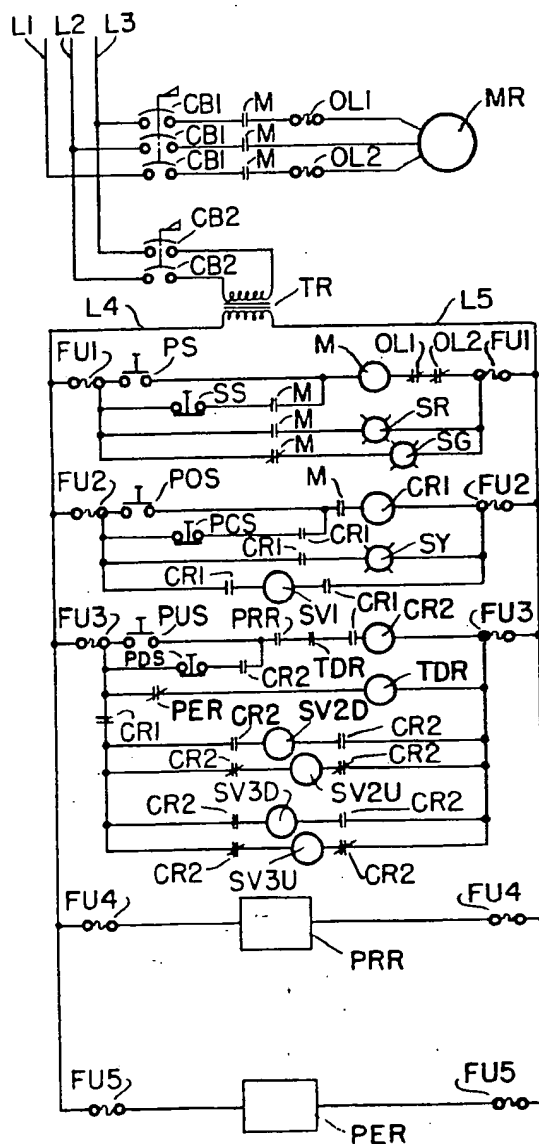 L1 L2 L3
CB1 M OL1 MR
CB1 M
CB1 M OL2
CB2
CB2
TR
L4 L5
FU1 PS M OL1 OL2 FU1
SS M
M SR
M SG
FU2 POS M CR1 FU2
PCS CR1
CR1 SY
CR1 SV1 CR1
FU3 PUS PRR TDR CR2 FU3
PDS CR2
PER TDR
CR1 CR2 SV2D CR2
CR2 SV2U CR2
CR2 SV3D CR2
CR2 SV3U CR2
FU4 FU4
PRR
FU5 FU5
PER